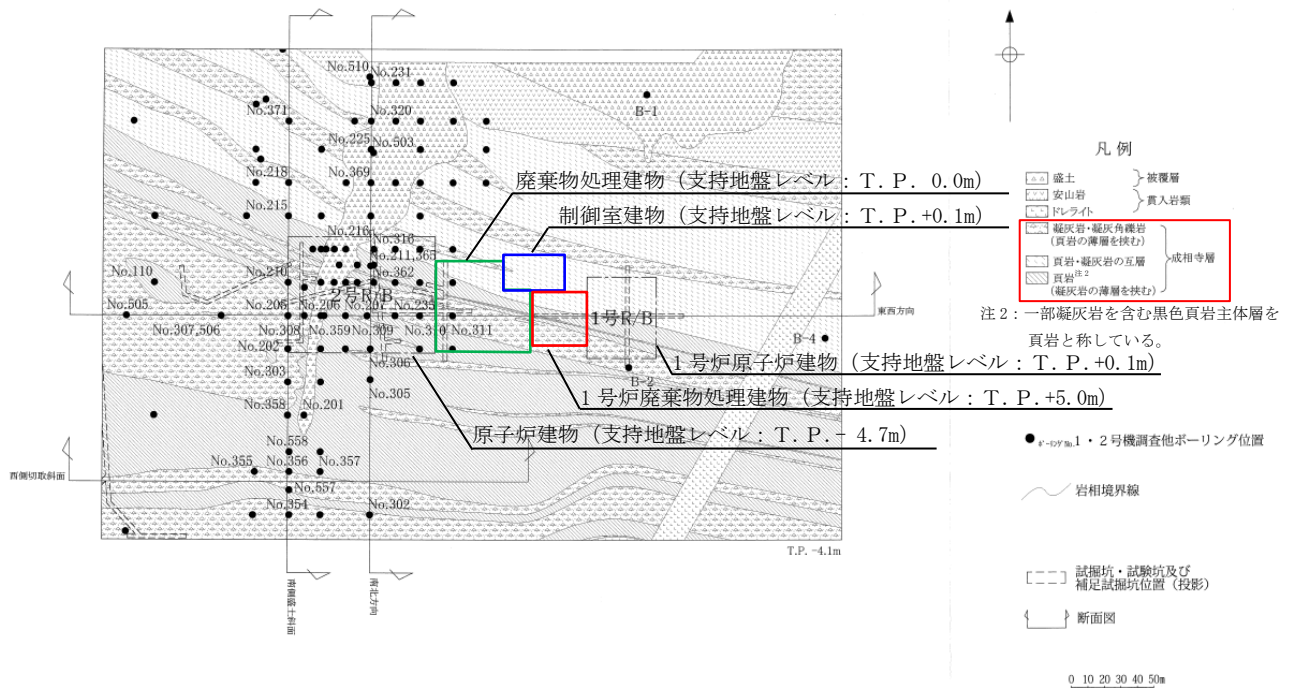 No.510
No.231
B-1
No.371
No.320
No.225
No.503
No.218
No.369
廃棄物処理建物（支持地盤レベル：T.P. 0.0m）
No.215
制御室建物（支持地盤レベル：T.P.+0.1m）
No.216
No.316
No.211,365
No.110
No.210
No.362
2号R/B
No.505
No.205
No.206
No.207
No.235
東西方向
No.307,506
No.308
No.359
No.309
No.310
No.311
1号R/B
B-4
No.202
No.306
1号炉原子炉建物（支持地盤レベル：T.P.+0.1m）
No.303
B-2
No.305
1号炉廃棄物処理建物（支持地盤レベル：T.P.+5.0m）
No.358
No.201
原子炉建物（支持地盤レベル：T.P.- 4.7m）
No.558
No.355
No.356
No.357
西側切取斜面
No.557
No.354
No.302
T.P. -4.1m
南側盛土斜面
南北方向
凡 例
盛土
被覆層
安山岩
貫入岩類
ドレライト
凝灰岩・凝灰角礫岩
(頁岩の薄層を挟む)
成相寺層
頁岩・凝灰岩の互層
頁岩注2
(凝灰岩の薄層を挟む)
注2：一部凝灰岩を含む黒色頁岩主体層を
頁岩と称している。
ボーリングNo. 1・2号機調査他ボーリング位置
岩相境界線
試掘坑・試験坑及び
補足試掘坑位置（投影）
断面図
0 10 20 30 40 50m